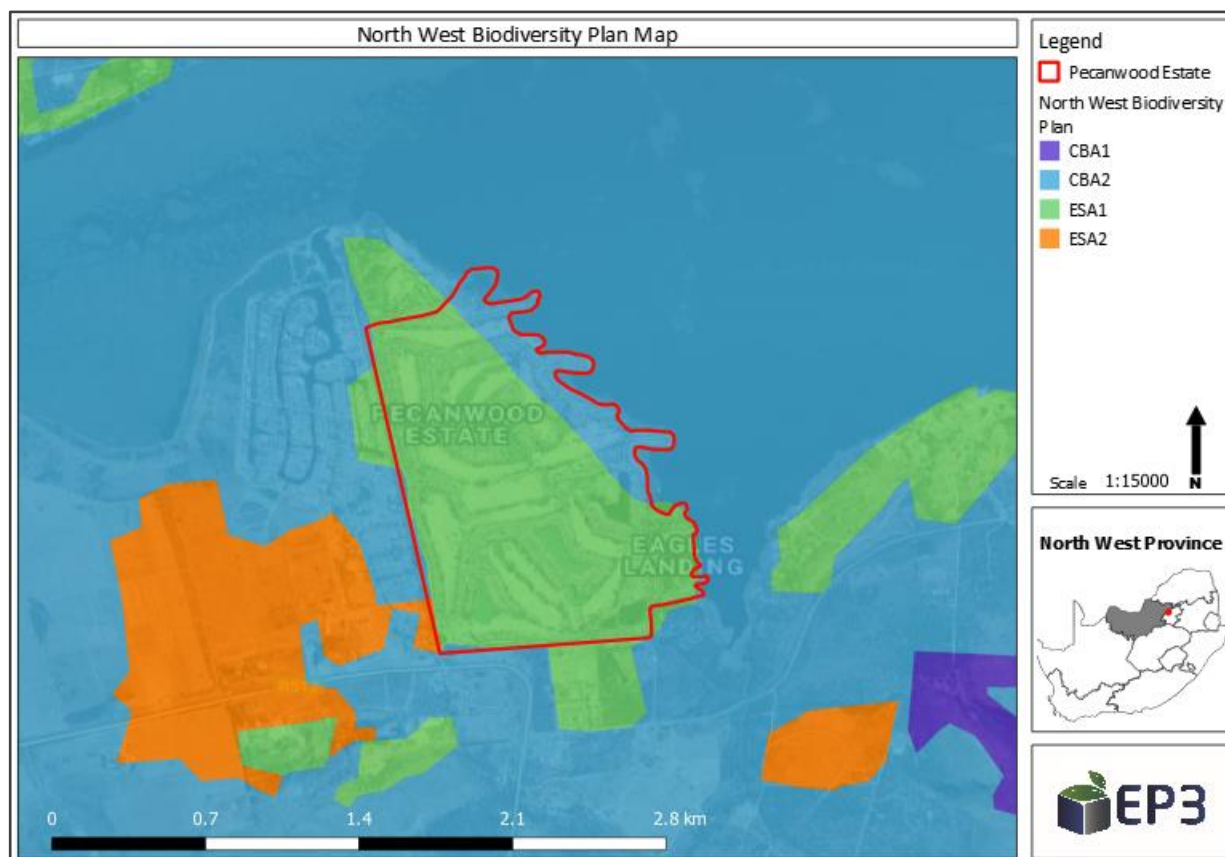 North West Biodiversity Plan Map
PECANWOOD
ESTATE
EAGLES
LANDING
0
0.7
1.4
2.1
2.8 km
Legend
Pecanwood Estate
North West Biodiversity
Plan
CBA1
CBA2
ESA1
ESA2
Scale 1:15000 N
North West Province
EP3